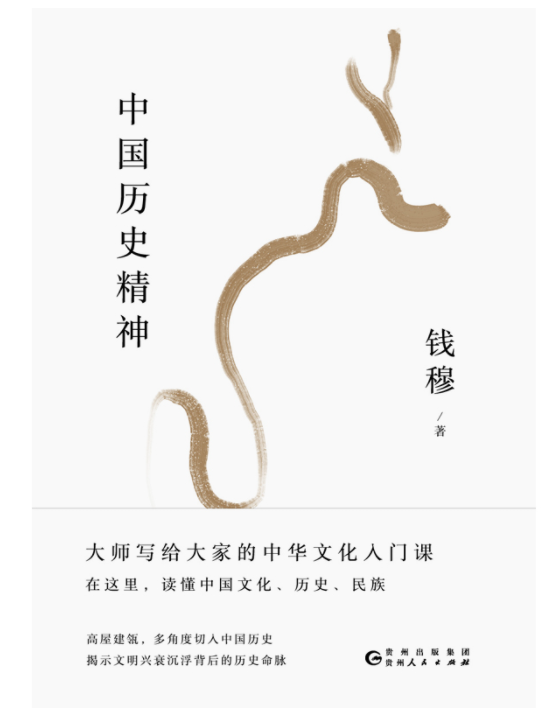 中国历史精神
钱穆
/
著
大师写给大家的中华文化入门课
在这里，读懂中国文化、历史、民族
高屋建瓴，多角度切入中国历史
揭示文明兴衰沉浮背后的历史命脉
贵州出版集团
贵州人民出版社